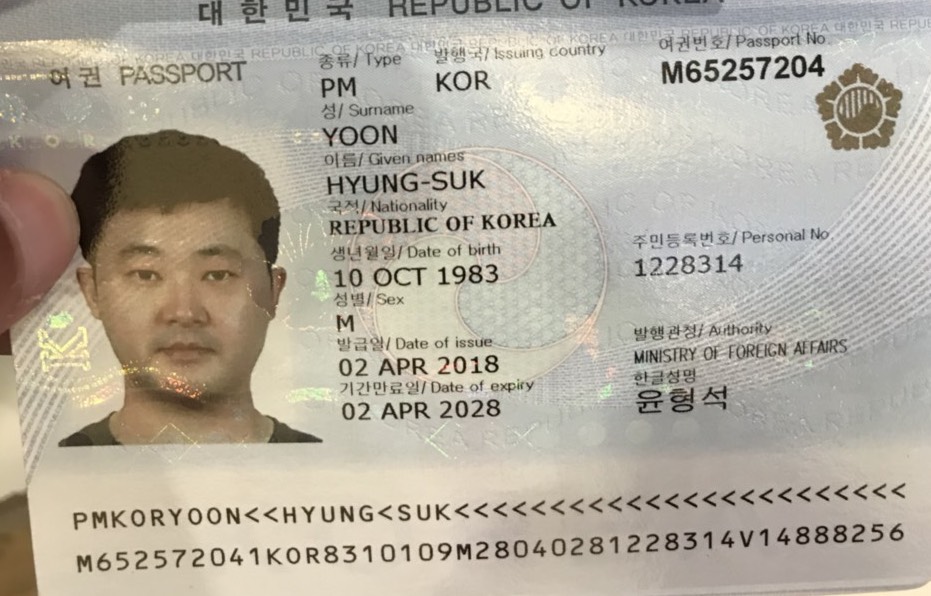 대한민국 REPUBLIC OF KOREA
여권 PASSPORT
종류/ Type 발행국/ Issuing country 여권번호/ Passport No.
PM KOR M65257204
성/ Surname
YOON
이름/ Given names
HYUNG-SUK
국적/ Nationality
REPUBLIC OF KOREA
생년월일/ Date of birth 주민등록번호/ Personal No.
10 OCT 1983 1228314
성별/ Sex
M
발급일/ Date of issue 발행관청/ Authority
02 APR 2018 MINISTRY OF FOREIGN AFFAIRS
기간만료일/ Date of expiry 한글성명
02 APR 2028 윤형석
PMKORYOON<<HYUNG<SUK<<<<<<<<<<<<<<<<<<<<<<<<
M652572041KOR8310109M28040281228314V14888256